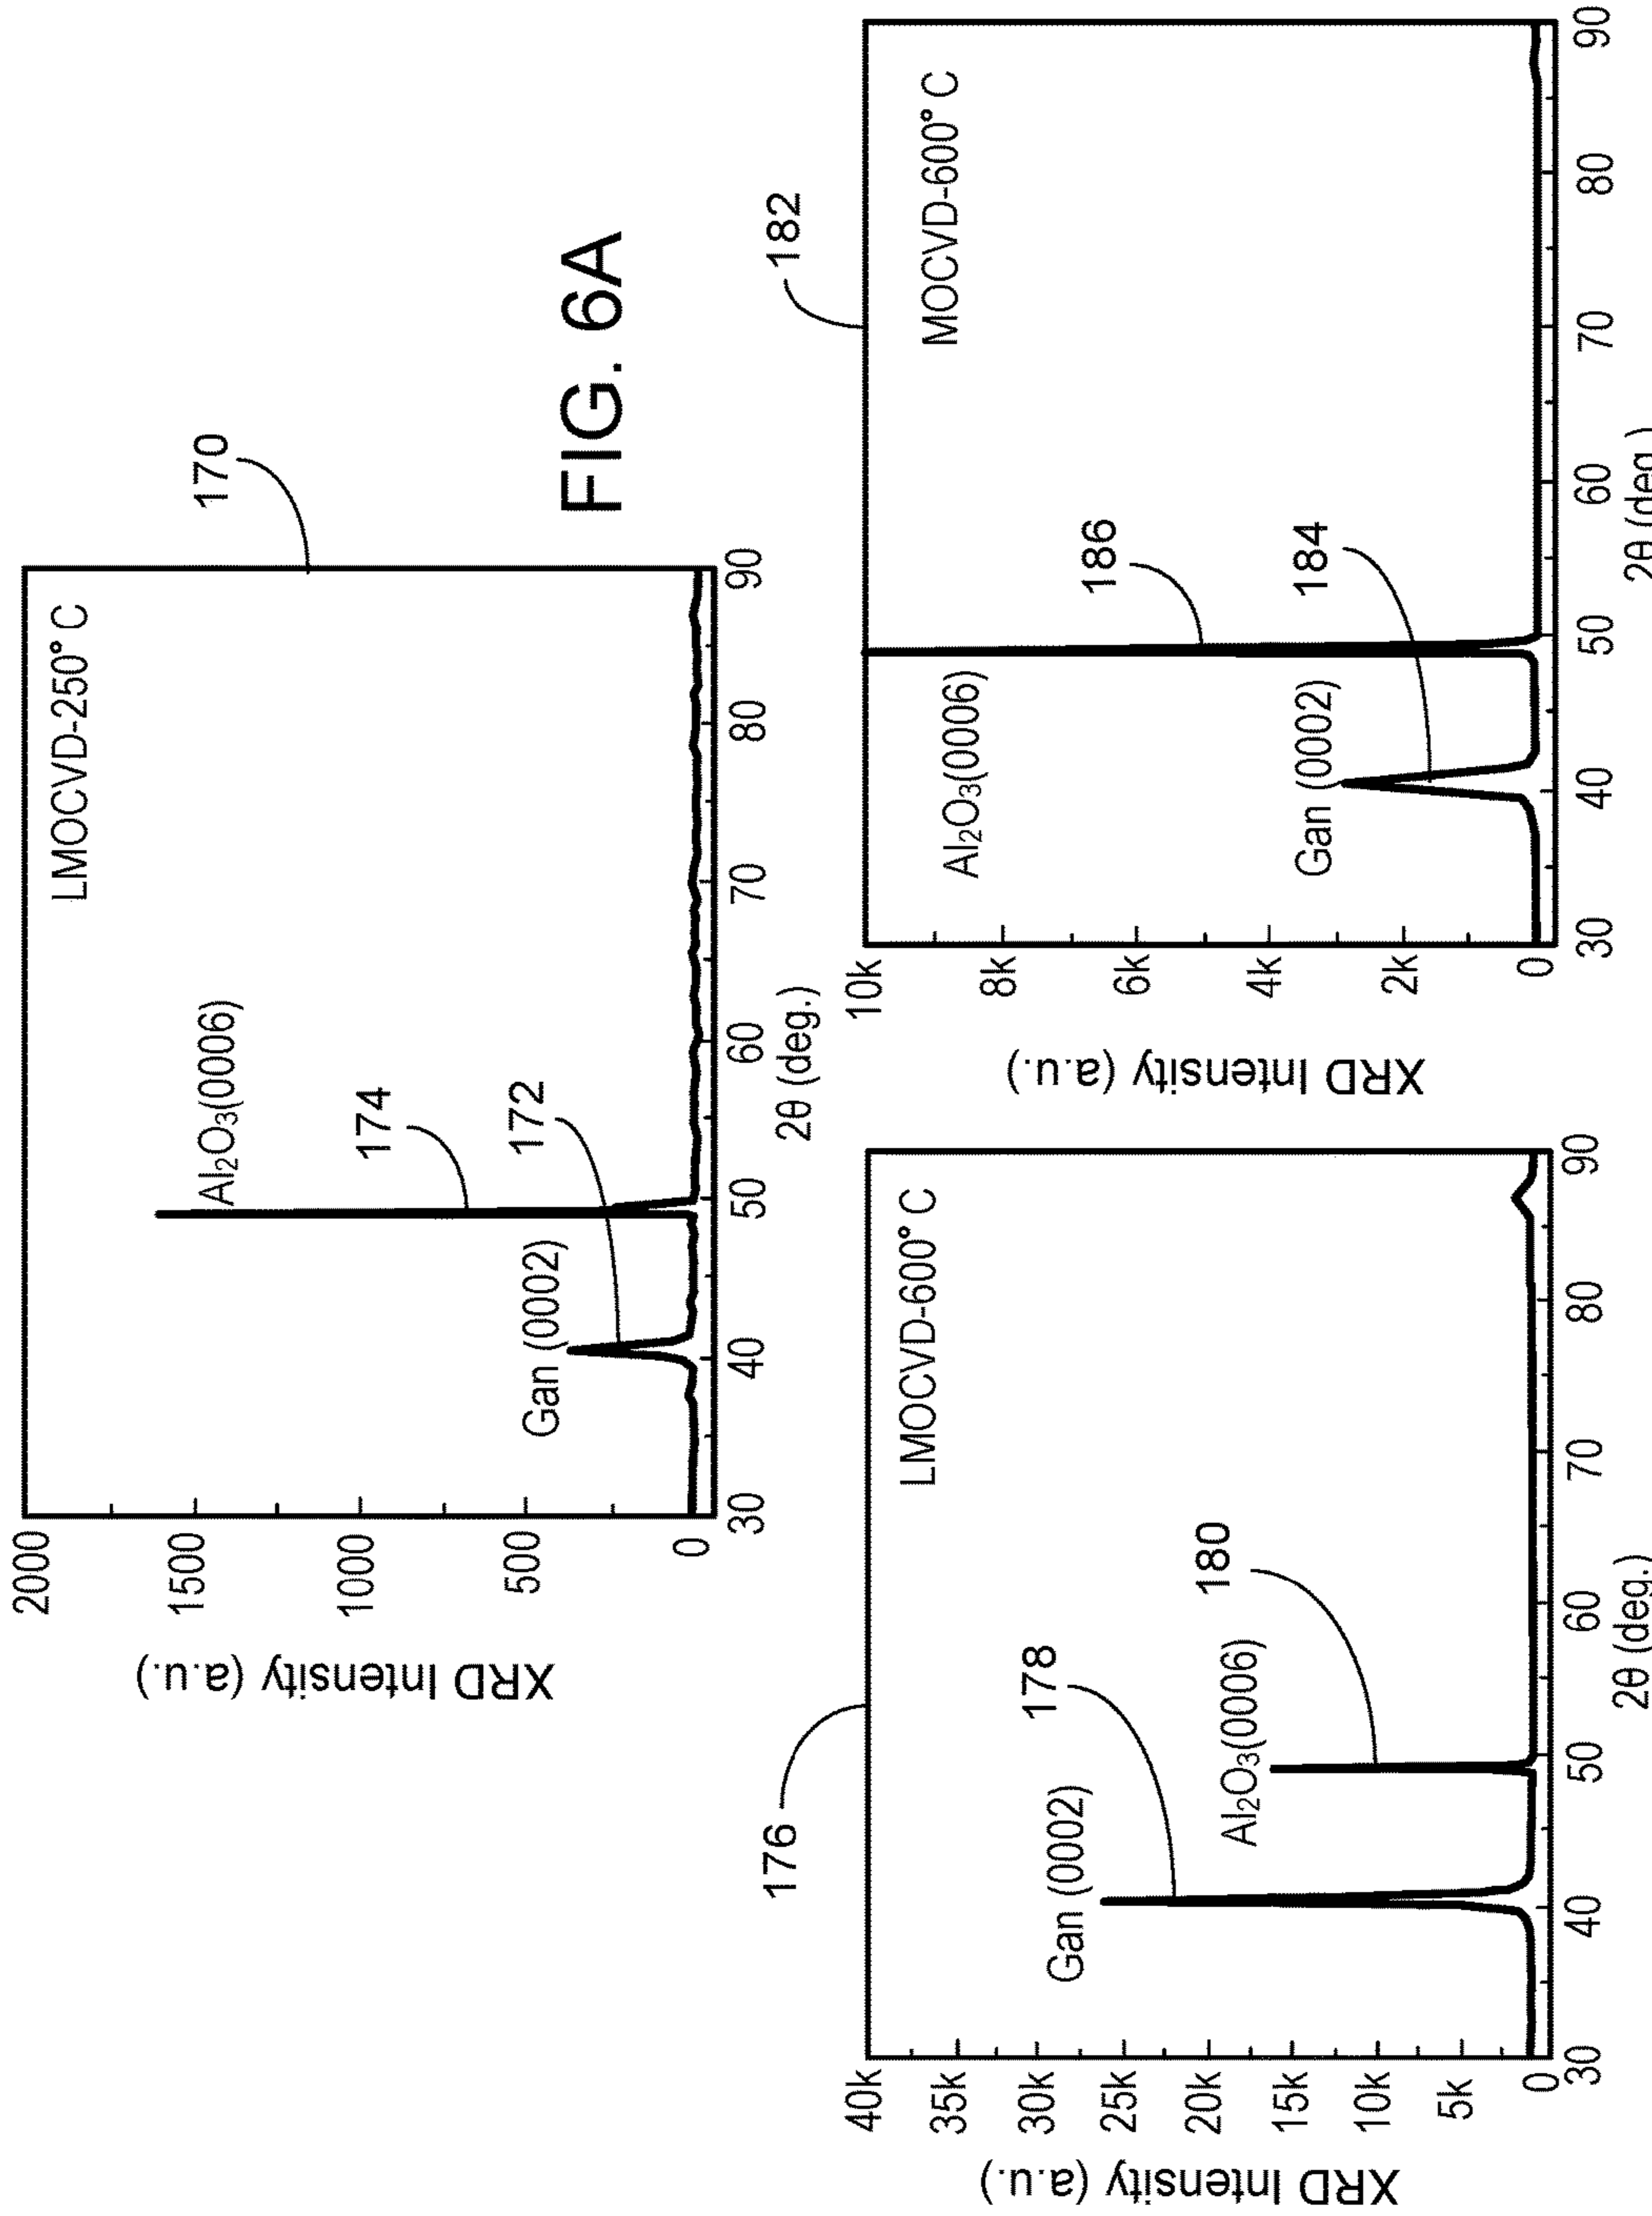 LMOCVD-250° C
170
Al₂O₃(0006)
174
172
Gan (0002)
2000
1500
1000
500
0
XRD Intensity (a.u.)
30 40 50 60 70 80 90
2θ (deg.)
FIG. 6A
176
LMOCVD-600° C
178
Gan (0002)
180
Al₂O₃(0006)
40k
35k
30k
25k
20k
15k
10k
5k
0
XRD Intensity (a.u.)
30 40 50 60 70 80 90
2θ (deg.)
182
MOCVD-600° C
186
Al₂O₃(0006)
184
Gan (0002)
10k
8k
6k
4k
2k
0
XRD Intensity (a.u.)
30 40 50 60 70 80 90
2θ (deg.)